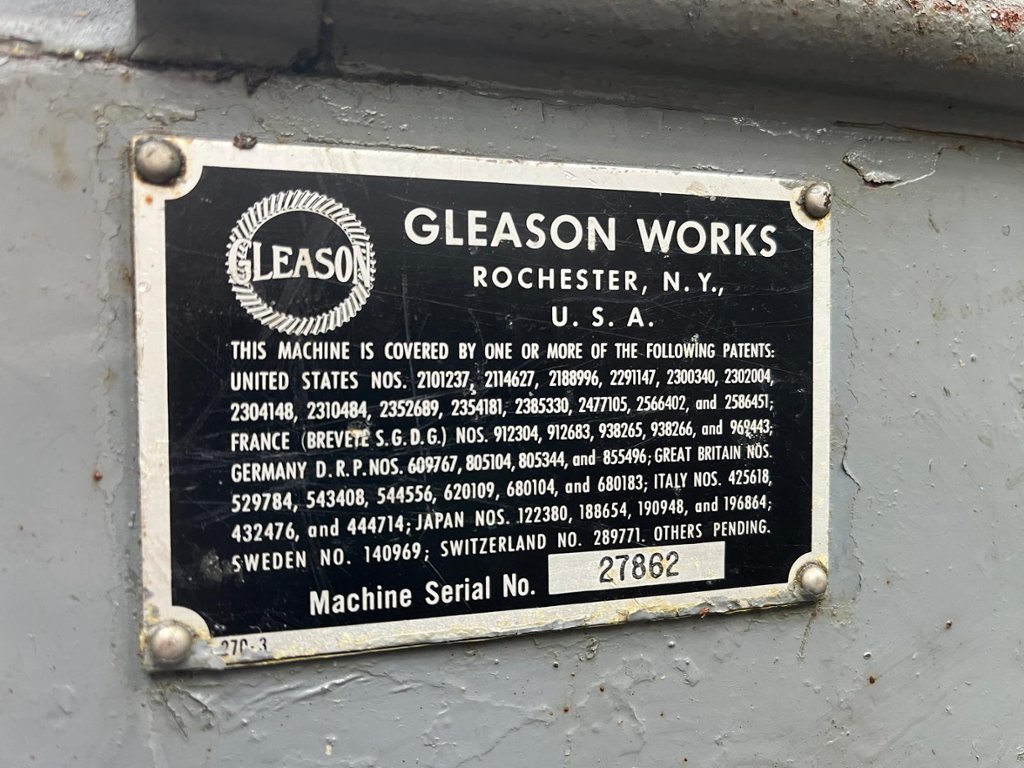 GLEASON
GLEASON WORKS
ROCHESTER, N. Y.,
U. S. A.
THIS MACHINE IS COVERED BY ONE OR MORE OF THE FOLLOWING PATENTS:
UNITED STATES NOS. 2101237, 2114627, 2188996, 2291147, 2300340, 2302004,
2304148, 2310484, 2352689, 2354181, 2385330, 2477105, 2566402, and 2586451;
FRANCE (BREVETE S.G.D.G.) NOS. 912304, 912683, 938265, 938266, and 969443;
GERMANY D.R.P. NOS. 609767, 805104, 805344, and 855496; GREAT BRITAIN NOS.
529784, 543408, 544556, 620109, 680104, and 680183; ITALY NOS. 425618,
432476, and 444714; JAPAN NOS. 122380, 188654, 190948, and 196864;
SWEDEN NO. 140969; SWITZERLAND NO. 289771. OTHERS PENDING.
Machine Serial No. 27862